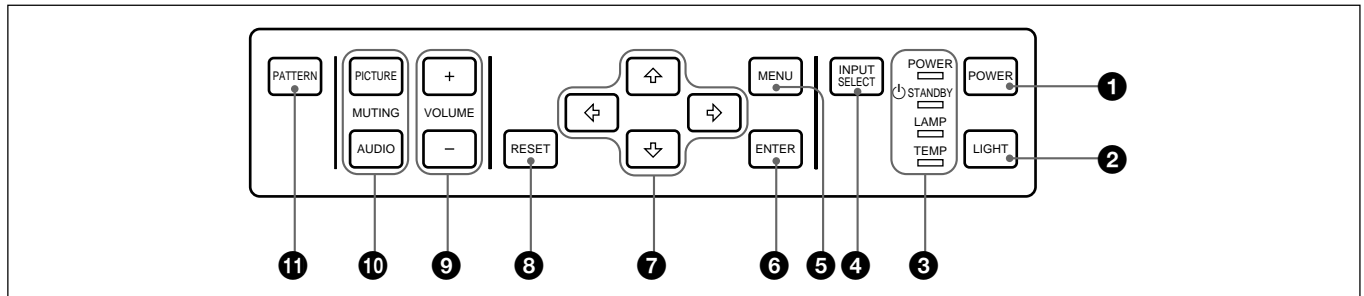 PATTERN
PICTURE
MUTING
AUDIO
+
VOLUME
−
RESET
MENU
ENTER
INPUT
SELECT
POWER
STANDBY
LAMP
TEMP
POWER
LIGHT
1
2
11
10
9
8
7
6
5
4
3